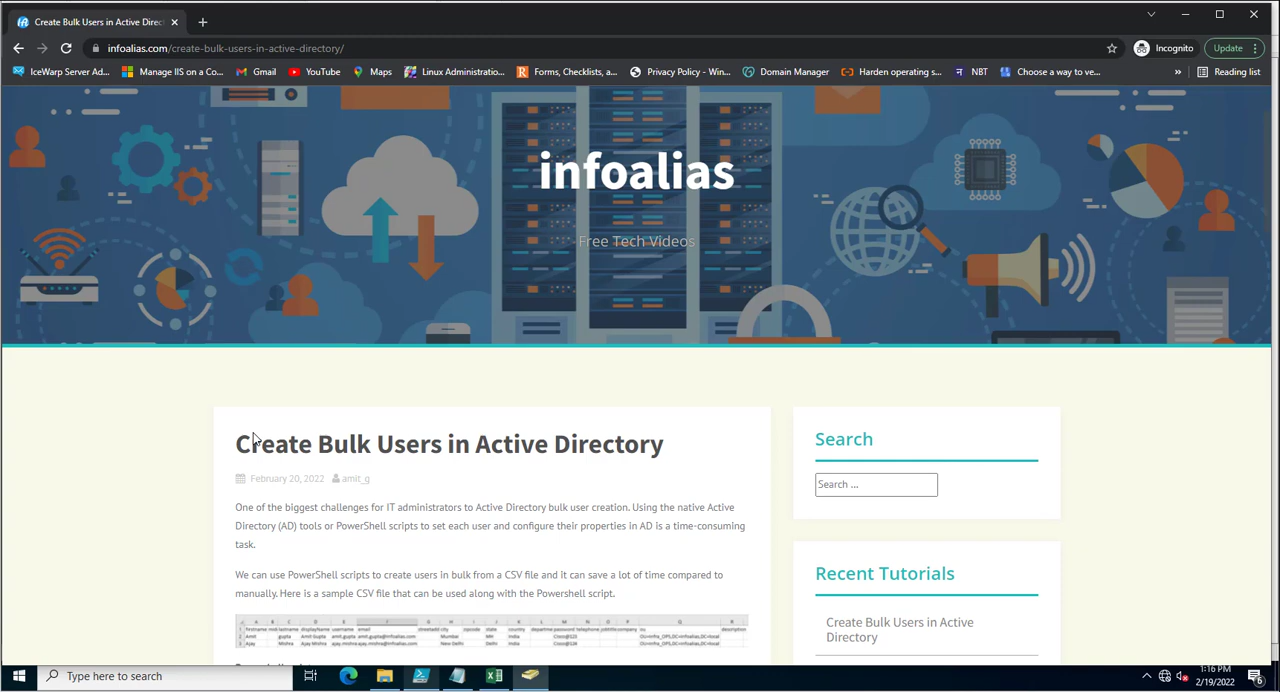 Create Bulk Users in Active Direc
infoalias.com/create-bulk-users-in-active-directory/
Incognito
Update
IceWarp Server Ad...
Manage IIS on a Co...
Gmail
YouTube
Maps
Linux Administratio...
Forms, Checklists, a...
Privacy Policy - Win...
Domain Manager
Harden operating s...
NBT
Choose a way to ve...
»
Reading list
infoalias
Free Tech Videos
Create Bulk Users in Active Directory
February 20, 2022 amit_g
One of the biggest challenges for IT administrators to Active Directory bulk user creation. Using the native Active
Directory (AD) tools or PowerShell scripts to set each user and configure their properties in AD is a time-consuming
task.
We can use PowerShell scripts to create users in bulk from a CSV file and it can save a lot of time compared to
manually. Here is a sample CSV file that can be used along with the Powershell script.
Search
Search ...
Recent Tutorials
Create Bulk Users in Active
Directory
Type here to search
1:16 PM
2/19/2022
6